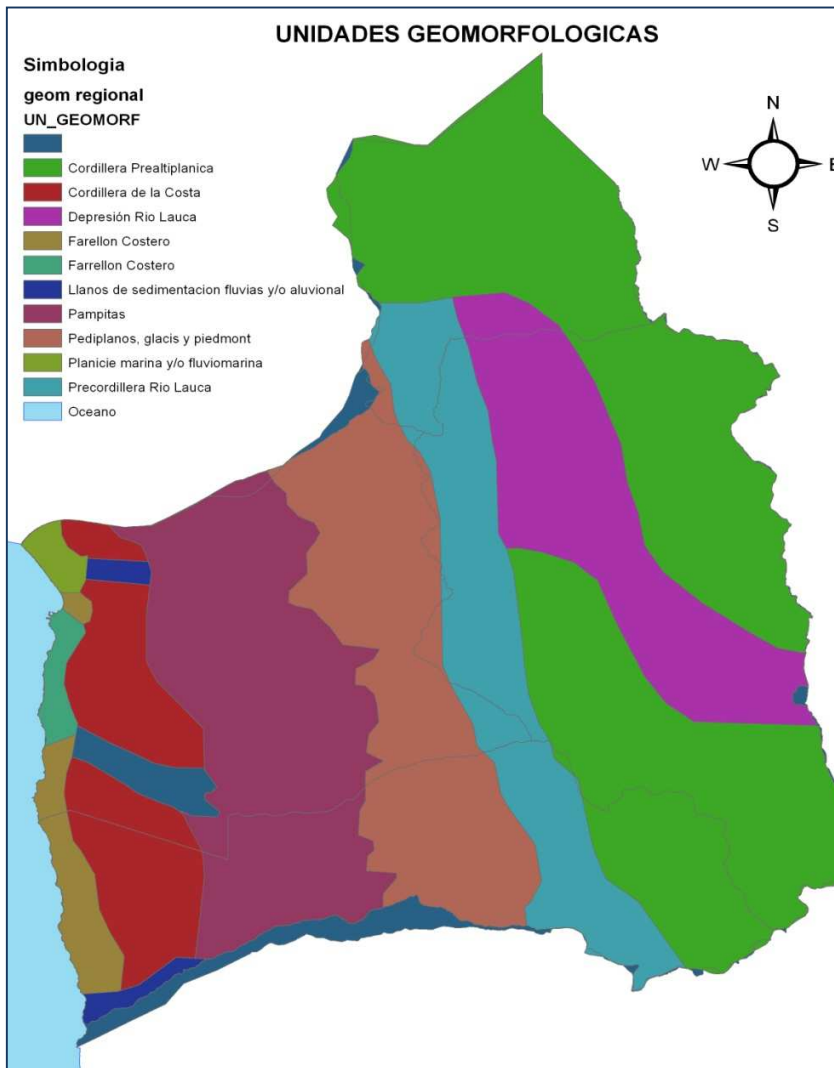 UNIDADES GEOMORFOLOGICAS
Simbologia
geom regional
UN_GEOMORF
Cordillera Prealtiplanica
Cordillera de la Costa
Depresión Rio Lauca
Farellon Costero
Farrellon Costero
Llanos de sedimentacion fluvias y/o aluvional
Pampitas
Pediplanos, glacis y piedmont
Planicie marina y/o fluviomarina
Precordillera Rio Lauca
Oceano
N
W E
S